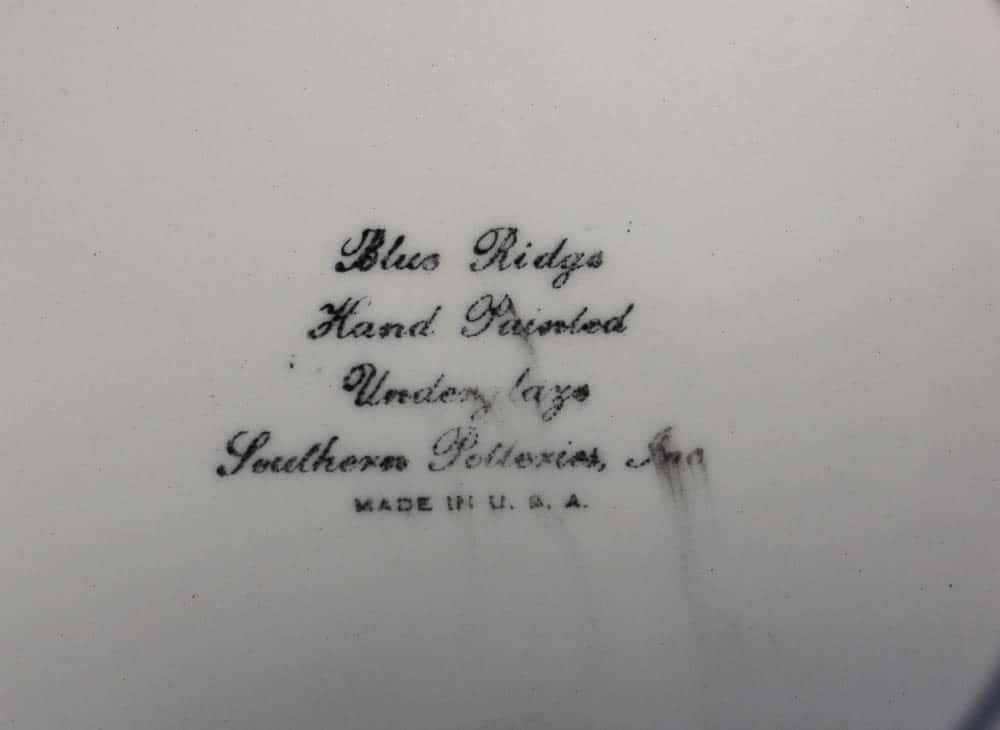 Blue Ridge
Hand Painted
Underglaze
Southern Potteries, Inc
MADE IN U. S. A.